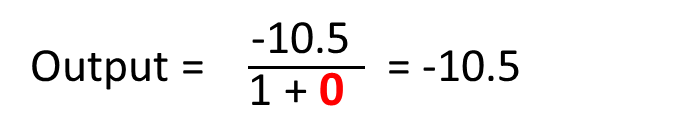 Output = -10.5 / 1 + 0 = -10.5